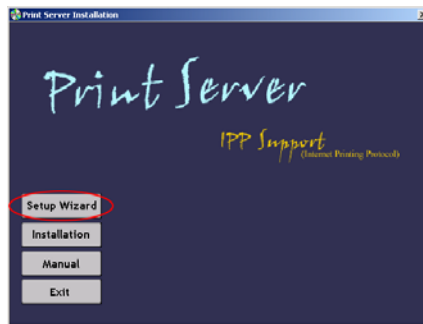 Print Server Installation
Print Server
IPP Support
(Internet Printing Protocol)
Setup Wizard
Installation
Manual
Exit